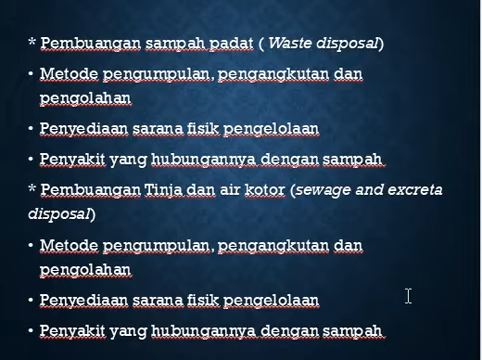 * Pembuangan sampah padat ( Waste disposal)
• Metode pengumpulan, pengangkutan dan
pengolahan
• Penyediaan sarana fisik pengelolaan
• Penyakit yang hubungannya dengan sampah
* Pembuangan Tinja dan air kotor (sewage and excreta
disposal)
• Metode pengumpulan, pengangkutan dan
pengolahan
• Penyediaan sarana fisik pengelolaan
• Penyakit yang hubungannya dengan sampah